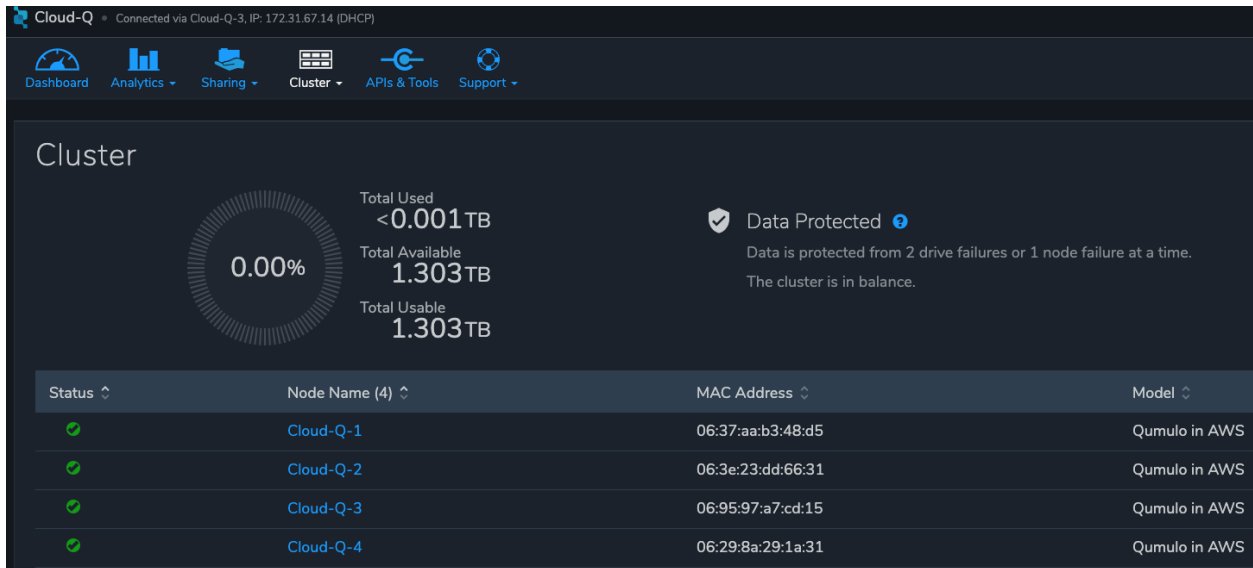 Cloud-Q • Connected via Cloud-Q-3, IP: 172.31.67.14 (DHCP)
Dashboard Analytics Sharing Cluster APIs & Tools Support
Cluster
0.00%
Total Used
<0.001TB
Total Available
1.303TB
Total Usable
1.303TB
Data Protected ?
Data is protected from 2 drive failures or 1 node failure at a time.
The cluster is in balance.
Status Node Name (4) MAC Address Model
Cloud-Q-1 06:37:aa:b3:48:d5 Qumulo in AWS
Cloud-Q-2 06:3e:23:dd:66:31 Qumulo in AWS
Cloud-Q-3 06:95:97:a7:cd:15 Qumulo in AWS
Cloud-Q-4 06:29:8a:29:1a:31 Qumulo in AWS